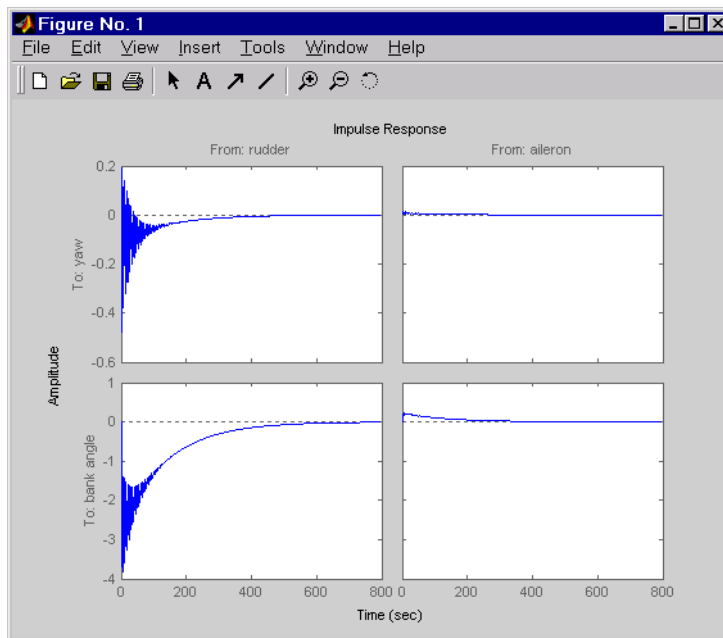 Figure No. 1
File Edit View Insert Tools Window Help
A
Impulse Response
From: rudder From: aileron
0.2
0
-0.2
-0.4
-0.6
To: yaw
Amplitude
1
0
-1
-2
-3
-4
To: bank angle
0 200 400 600 800 0 200 400 600 800
Time (sec)